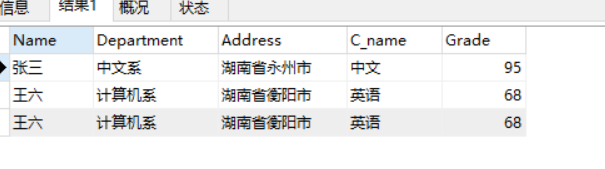 信息 结果1 概况 状态
Name Department Address C_name Grade
张三 中文系 湖南省永州市 中文 95
王六 计算机系 湖南省衡阳市 英语 68
王六 计算机系 湖南省衡阳市 英语 68